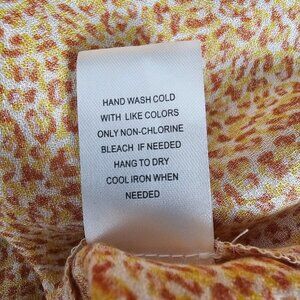 HAND WASH COLD
WITH LIKE COLORS
ONLY NON-CHLORINE
BLEACH IF NEEDED
HANG TO DRY
COOL IRON WHEN
NEEDED